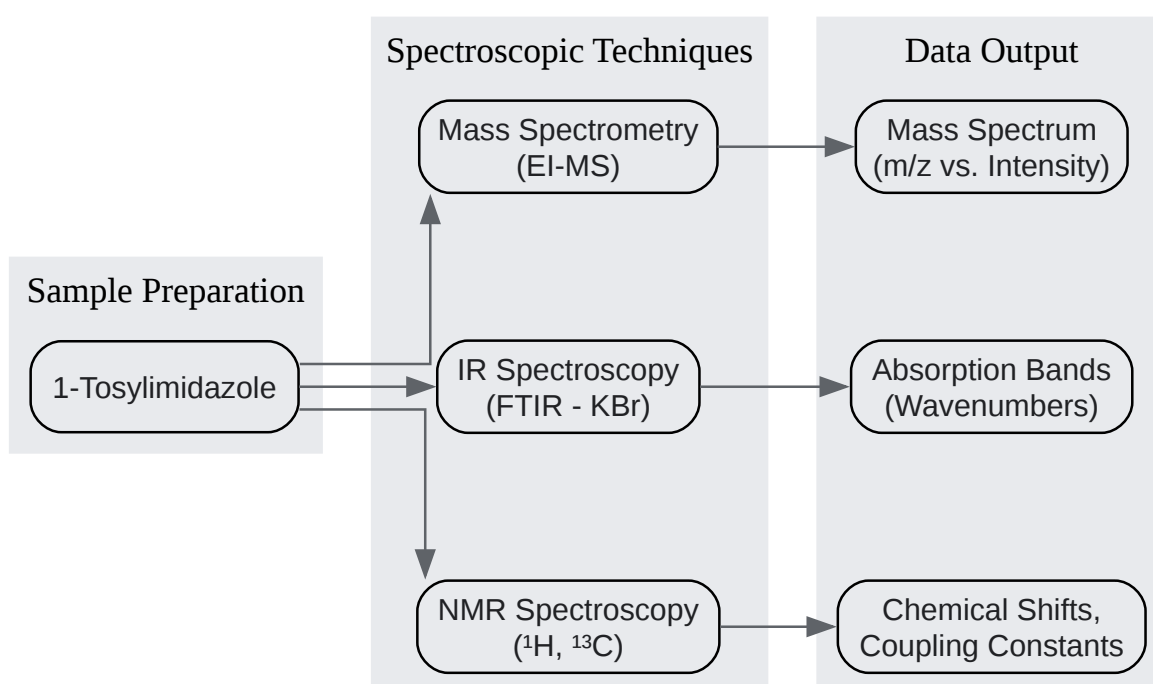 Spectroscopic Techniques
Data Output
Mass Spectrometry
(EI-MS)
Mass Spectrum
(m/z vs. Intensity)
Sample Preparation
1-Tosylimidazole
IR Spectroscopy
(FTIR - KBr)
Absorption Bands
(Wavenumbers)
NMR Spectroscopy
(¹H, ¹³C)
Chemical Shifts,
Coupling Constants